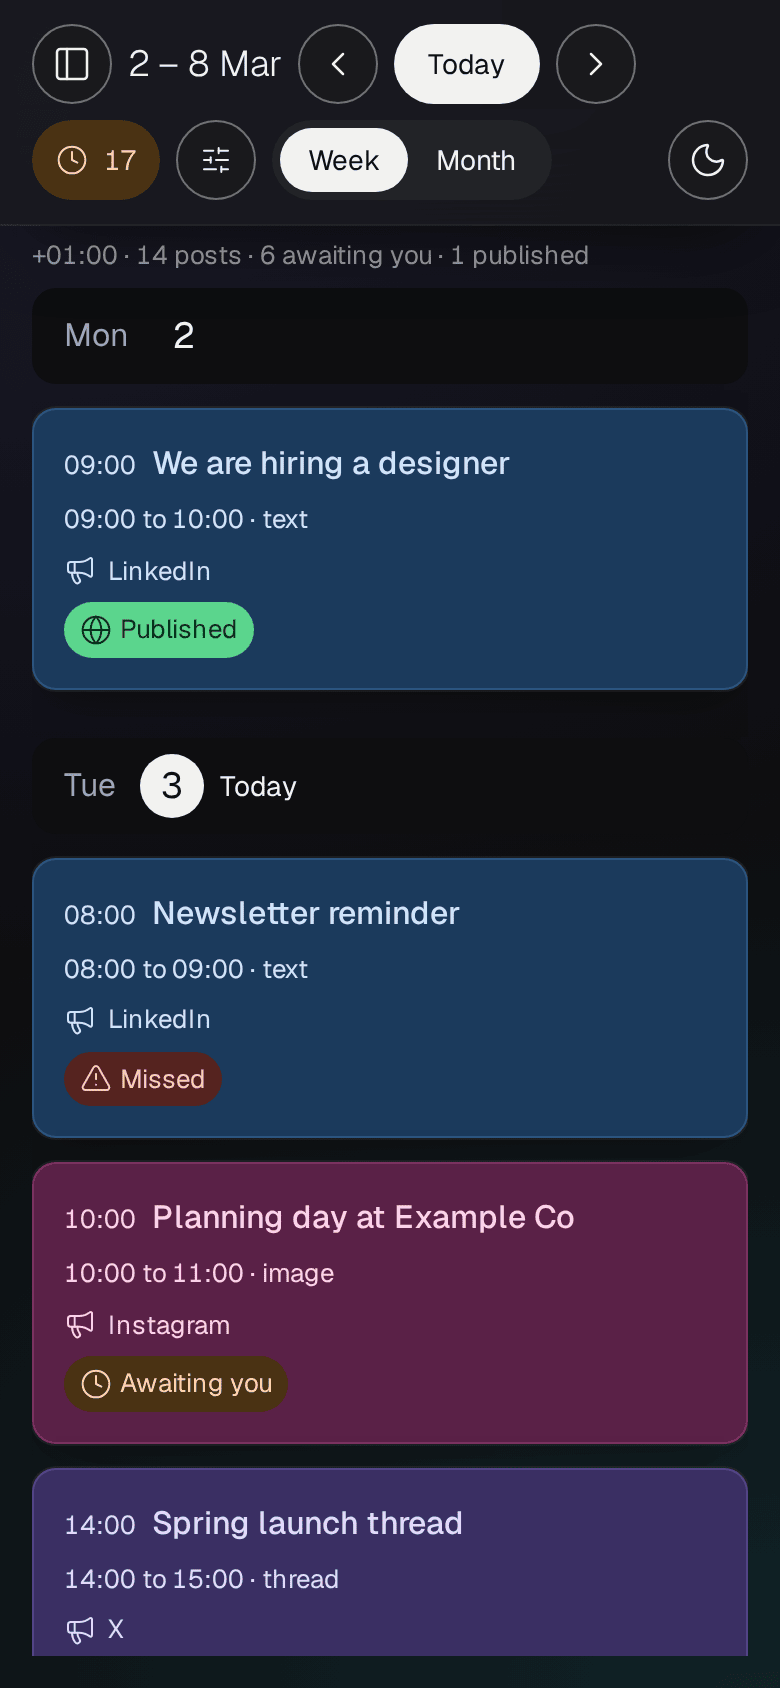 2 – 8 Mar
Today
17
Week
Month
+01:00 · 14 posts · 6 awaiting you · 1 published
Mon 2
09:00 We are hiring a designer
09:00 to 10:00 · text
LinkedIn
Published
Tue 3 Today
08:00 Newsletter reminder
08:00 to 09:00 · text
LinkedIn
Missed
10:00 Planning day at Example Co
10:00 to 11:00 · image
Instagram
Awaiting you
14:00 Spring launch thread
14:00 to 15:00 · thread
X